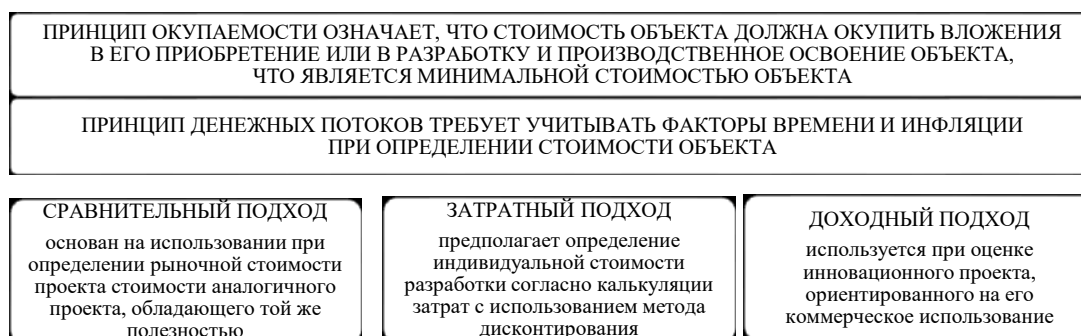 ПРИНЦИП ОКУПАЕМОСТИ ОЗНАЧАЕТ, ЧТО СТОИМОСТЬ ОБЪЕКТА ДОЛЖНА ОКУПИТЬ ВЛОЖЕНИЯ
В ЕГО ПРИОБРЕТЕНИЕ ИЛИ В РАЗРАБОТКУ И ПРОИЗВОДСТВЕННОЕ ОСВОЕНИЕ ОБЪЕКТА,
ЧТО ЯВЛЯЕТСЯ МИНИМАЛЬНОЙ СТОИМОСТЬЮ ОБЪЕКТА
ПРИНЦИП ДЕНЕЖНЫХ ПОТОКОВ ТРЕБУЕТ УЧИТЫВАТЬ ФАКТОРЫ ВРЕМЕНИ И ИНФЛЯЦИИ
ПРИ ОПРЕДЕЛЕНИИ СТОИМОСТИ ОБЪЕКТА
СРАВНИТЕЛЬНЫЙ ПОДХОД
основан на использовании при
определении рыночной стоимости
проекта стоимости аналогичного
проекта, обладающего той же
полезностью
ЗАТРАТНЫЙ ПОДХОД
предполагает определение
индивидуальной стоимости
разработки согласно калькуляции
затрат с использованием метода
дисконтирования
ДОХОДНЫЙ ПОДХОД
используется при оценке
инновационного проекта,
ориентированного на его
коммерческое использование